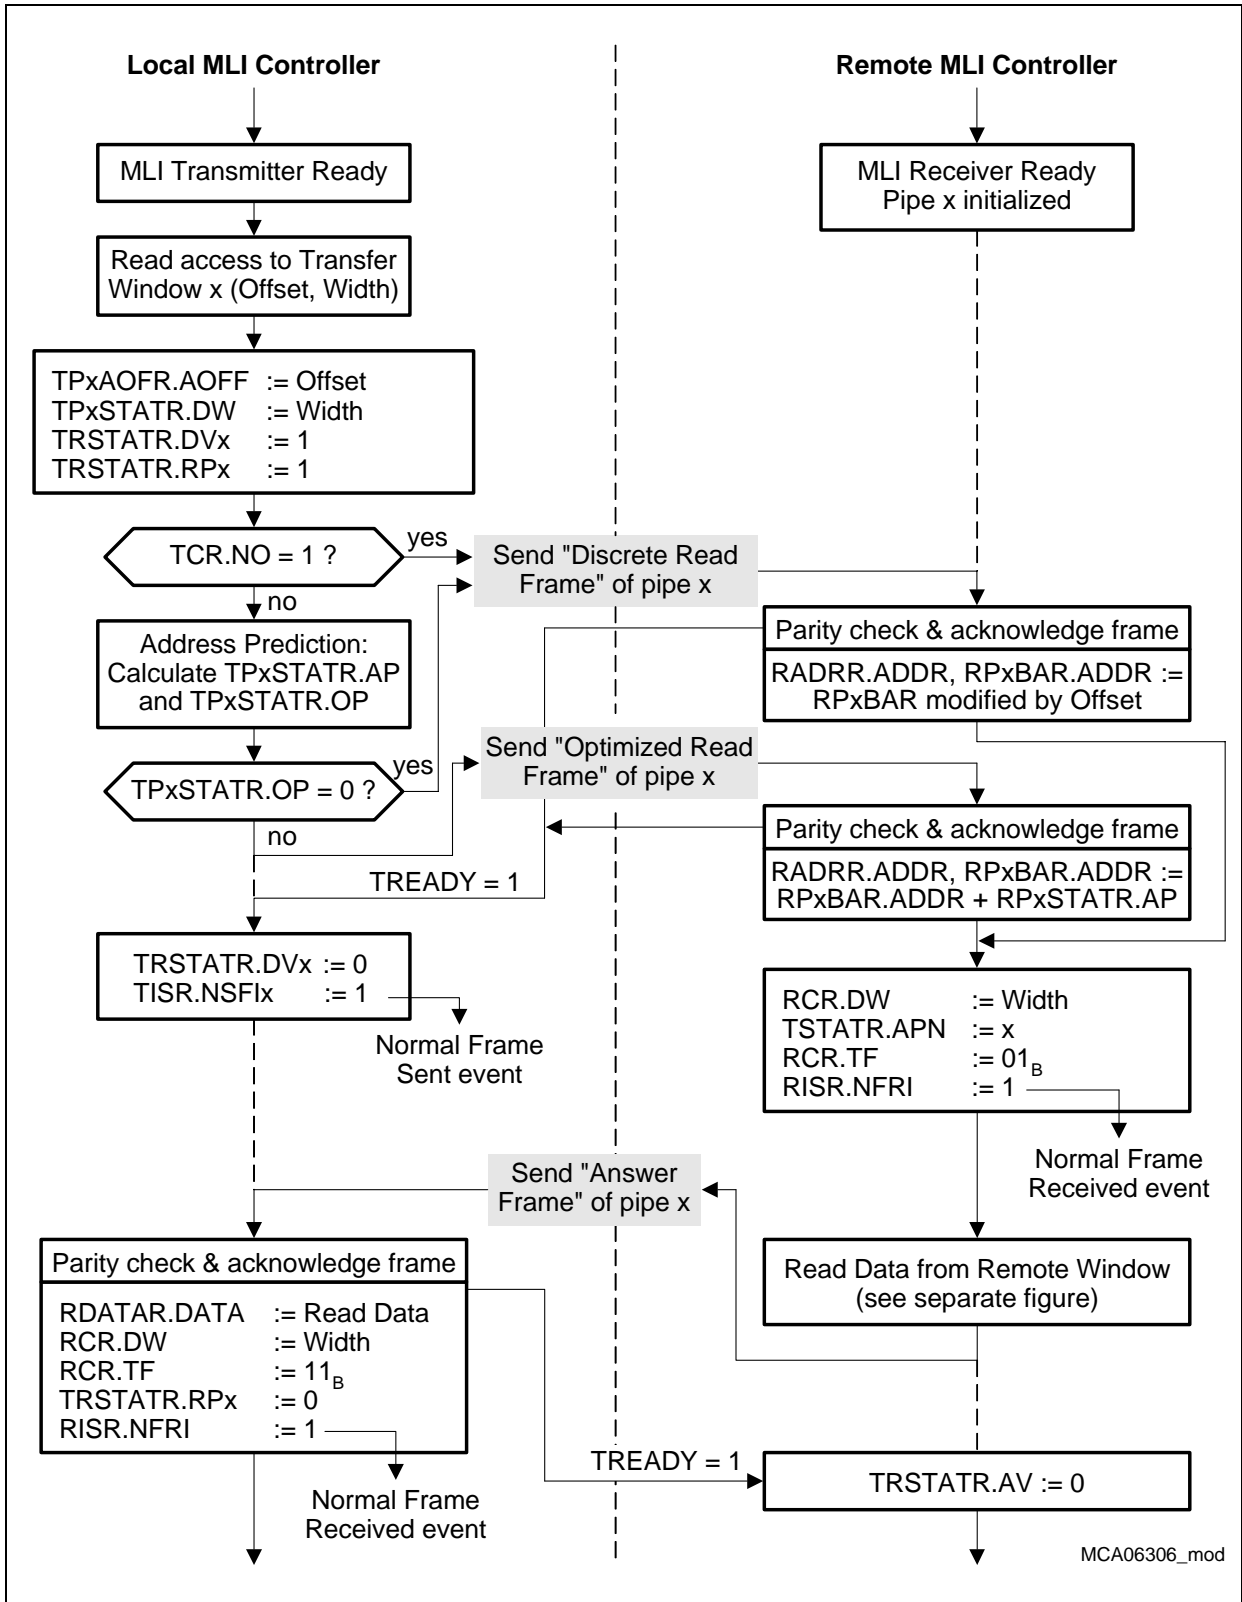 Local MLI Controller
Remote MLI Controller
MLI Transmitter Ready
MLI Receiver Ready
Pipe x initialized
Read access to Transfer
Window x (Offset, Width)
TPxAOFR.AOFF := Offset
TPxSTATR.DW := Width
TRSTATR.DVx := 1
TRSTATR.RPx := 1
TCR.NO = 1 ?
yes
no
Send "Discrete Read
Frame" of pipe x
Address Prediction:
Calculate TPxSTATR.AP
and TPxSTATR.OP
Parity check & acknowledge frame
RADRR.ADDR, RPxBAR.ADDR :=
RPxBAR modified by Offset
TPxSTATR.OP = 0 ?
yes
no
Send "Optimized Read
Frame" of pipe x
Parity check & acknowledge frame
RADRR.ADDR, RPxBAR.ADDR :=
RPxBAR.ADDR + RPxSTATR.AP
TREADY = 1
TRSTATR.DVx := 0
TISR.NSFIx := 1
Normal Frame
Sent event
RCR.DW := Width
TSTATR.APN := x
RCR.TF := 01B
RISR.NFRI := 1
Normal Frame
Received event
Send "Answer
Frame" of pipe x
Read Data from Remote Window
(see separate figure)
Parity check & acknowledge frame
RDATAR.DATA := Read Data
RCR.DW := Width
RCR.TF := 11B
TRSTATR.RPx := 0
RISR.NFRI := 1
Normal Frame
Received event
TREADY = 1
TRSTATR.AV := 0
MCA06306_mod